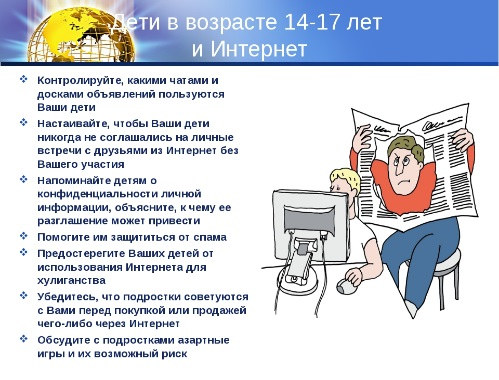 Дети в возрасте 14-17 лет
и Интернет
Контролируйте, какими чатами и
досками объявлений пользуются
Ваши дети
Настаивайте, чтобы Ваши дети
никогда не соглашались на личные
встречи с друзьями из Интернет без
Вашего участия
Напоминайте детям о
конфиденциальности личной
информации, объясните, к чему ее
разглашение может привести
Помогите им защититься от спама
Предостерегите Ваших детей от
использования Интернета для
хулиганства
Убедитесь, что подростки советуются
с Вами перед покупкой или продажей
чего-либо через Интернет
Обсудите с подростками азартные
игры и их возможный риск